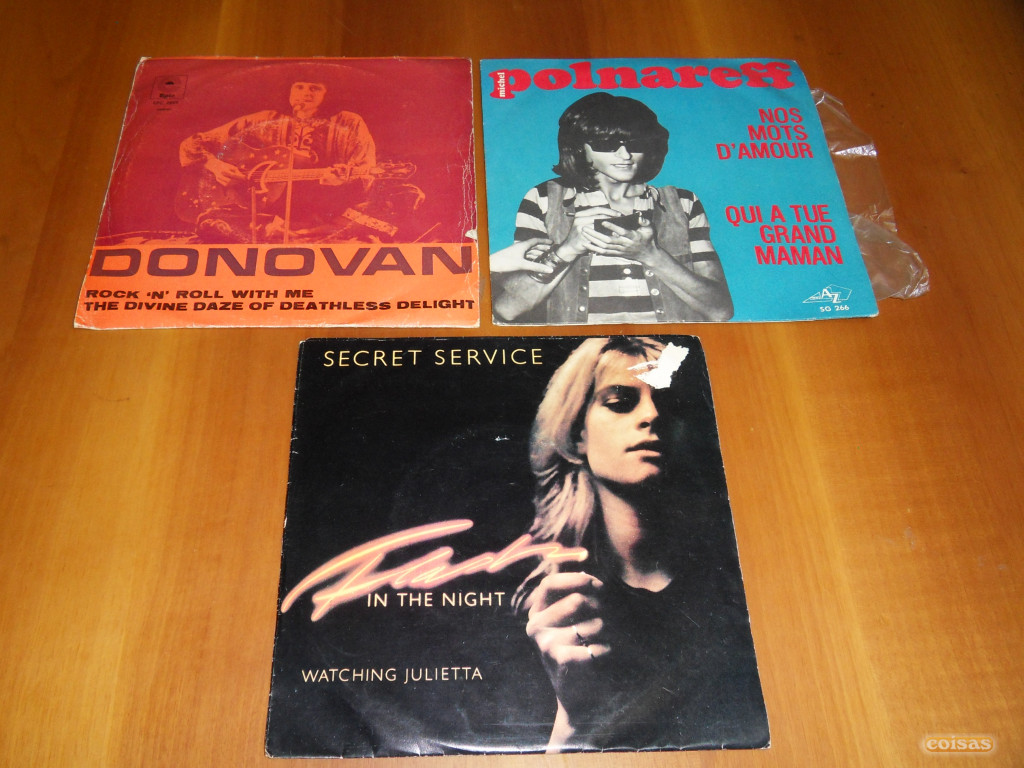 DONOVAN
ROCK 'N' ROLL WITH ME
THE DIVINE DAZE OF DEATHLESS DELIGHT
michel
polnareff
NOS
MOTS
D'AMOUR
QUI A TUE
GRAND
MAMAN
AZ
SG 266
SECRET SERVICE
Flash
IN THE NIGHT
WATCHING JULIETTA
coisas